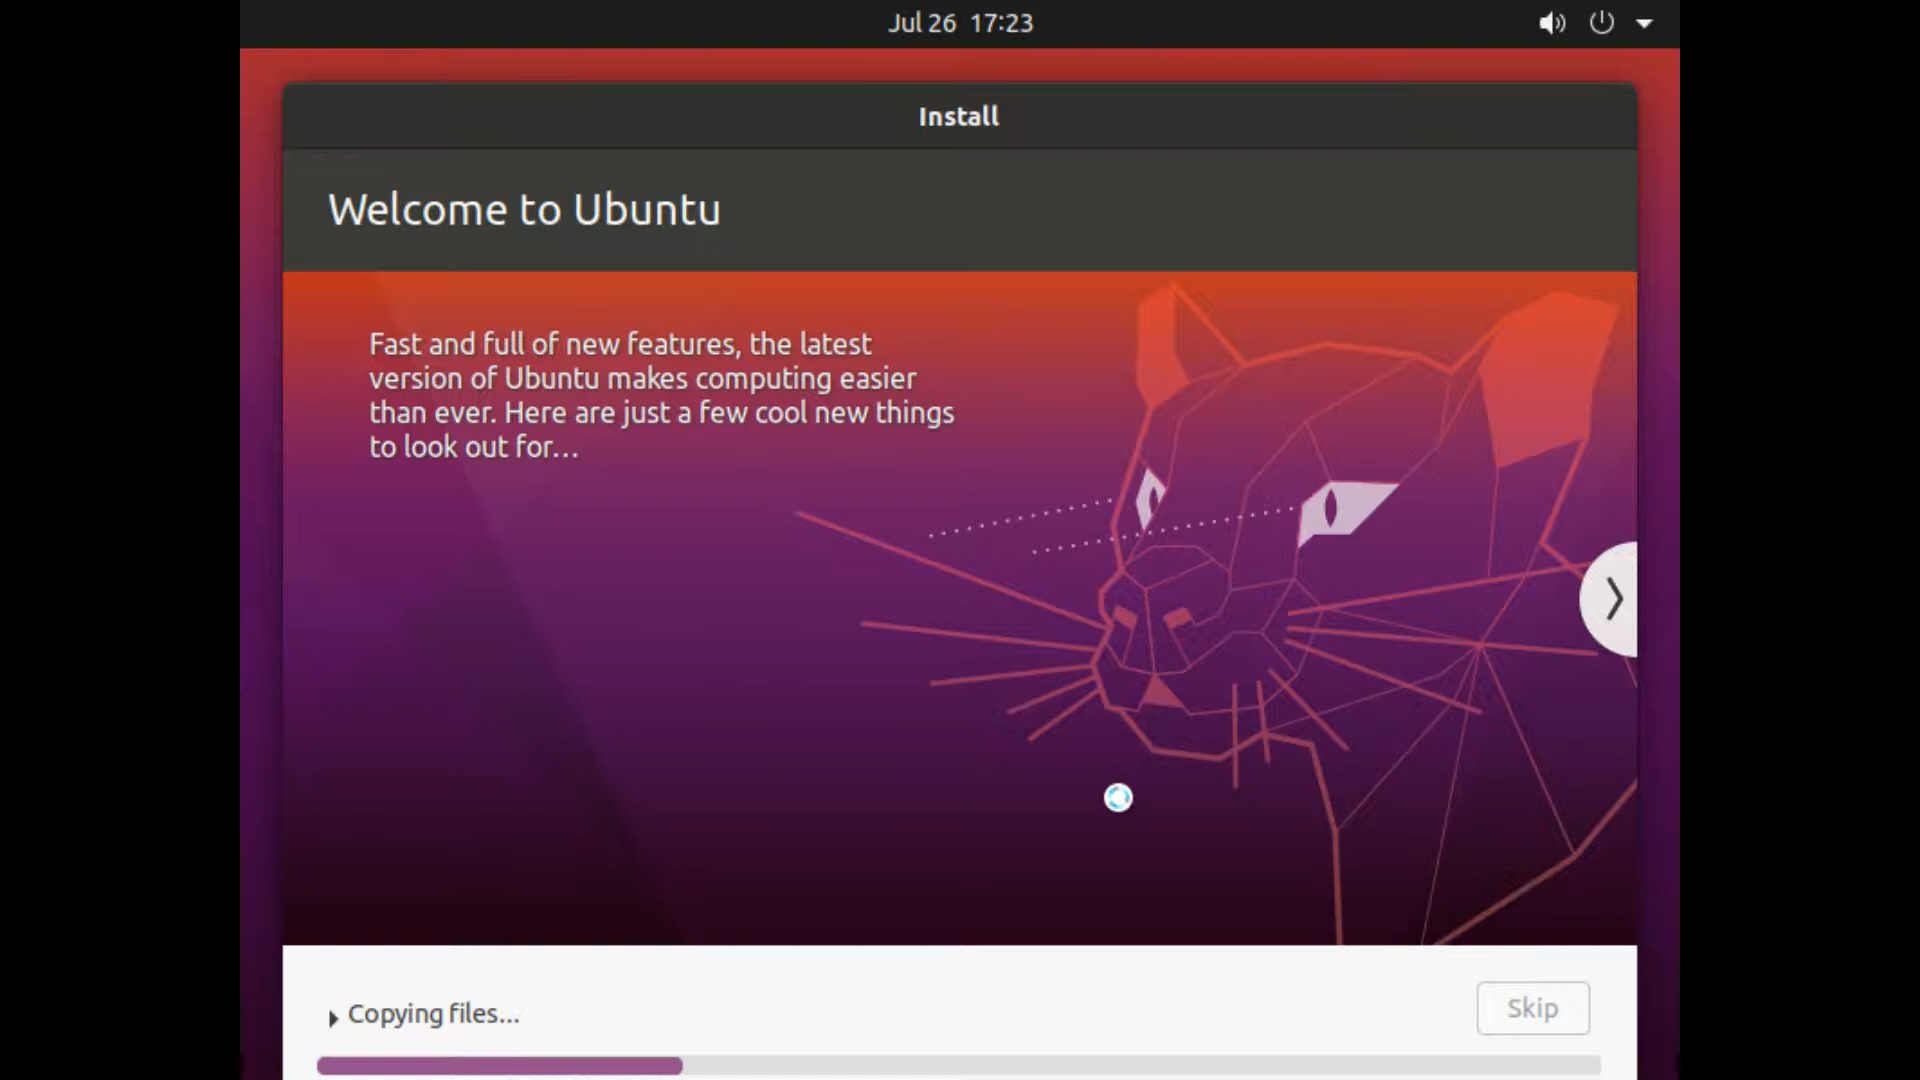 Jul 26 17:23
Install
Welcome to Ubuntu
Fast and full of new features, the latest
version of Ubuntu makes computing easier
than ever. Here are just a few cool new things
to look out for...
Copying files...
Skip